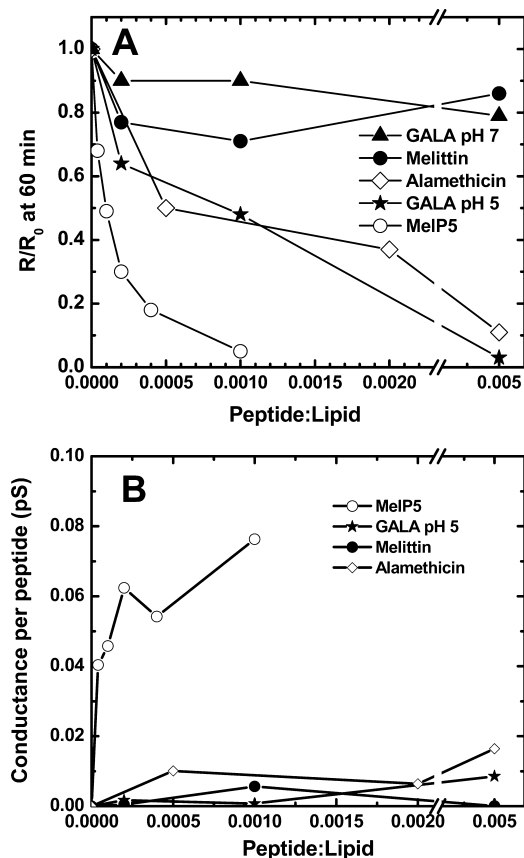 A
1.0
0.8
0.6
0.4
0.2
0.0
R/R0 at 60 min
GALA pH 7
Melittin
Alamethicin
GALA pH 5
MelP5
0.0000 0.0005 0.0010 0.0015 0.0020 0.005
Peptide:Lipid
B
0.10
0.08
0.06
0.04
0.02
0.00
Conductance per peptide (pS)
MelP5
GALA pH 5
Melittin
Alamethicin
0.0000 0.0005 0.0010 0.0015 0.0020 0.005
Peptide:Lipid